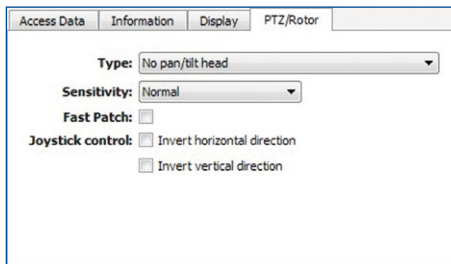 Access Data Information Display PTZ/Rotor
Type: No pan/tilt head
Sensitivity: Normal
Fast Patch:
Joystick control: Invert horizontal direction
Invert vertical direction